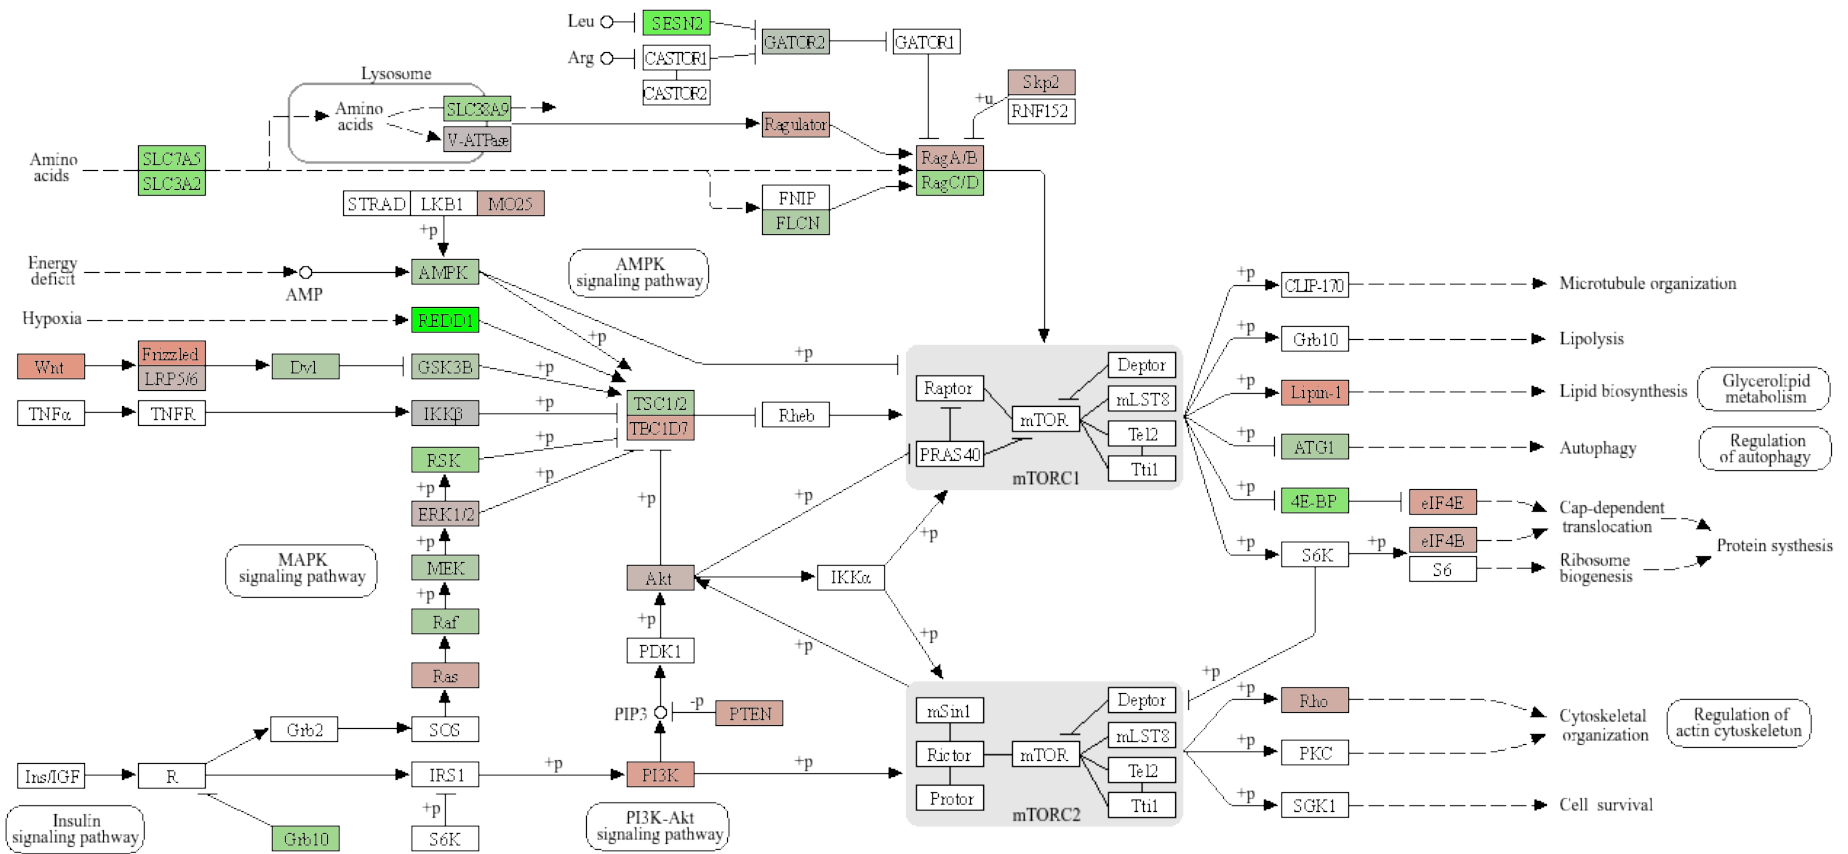 Leu
SESN2
GATOR2
GATOR1
Arg
CASTOR1
CASTOR2
Skp2
+u
RNF152
Lysosome
Amino
acids
SLC38A9
V-ATPase
Ragulator
Amino
acids
SLC7A5
SLC3A2
RagA/B
RagC/D
FNIP
FLCN
STRAD
LKB1
MO25
+p
Energy
deficit
AMP
AMPK
AMPK
signaling pathway
Hypoxia
REDD1
+p
+p
Wnt
Frizzled
LRP5/6
Dvl
GSK3B
+p
TNFα
TNFR
IKKβ
+p
TSC1/2
TBC1D7
Rheb
RSK
+p
+p
+p
ERK1/2
+p
MEK
+p
Raf
Ras
MAPK
signaling pathway
Raptor
mTOR
PRAS40
Deptor
mLST8
Tel2
Tti1
mTORC1
+p
+p
+p
Akt
IKKα
+p
+p
+p
PDK1
PIP3
-p
PTEN
PI3K
+p
Grb2
SOS
Ins/IGF
R
IRS1
+p
+p
S6K
Grb10
Insulin
signaling pathway
PI3K-Akt
signaling pathway
mSin1
Rictor
Protor
mTOR
Deptor
mLST8
Tel2
Tti1
mTORC2
+p
CLIP-170
Microtubule organization
+p
Grb10
Lipolysis
+p
Lipin-1
Lipid biosynthesis
Glycerolipid
metabolism
+p
ATG1
Autophagy
Regulation
of autophagy
+p
4E-BP
eIF4E
Cap-dependent
translocation
+p
S6K
+p
eIF4B
S6
Ribosome
biogenesis
Protein systhesis
+p
+p
Rho
Cytoskeletal
organization
Regulation of
actin cytoskeleton
+p
PKC
+p
SGK1
Cell survival